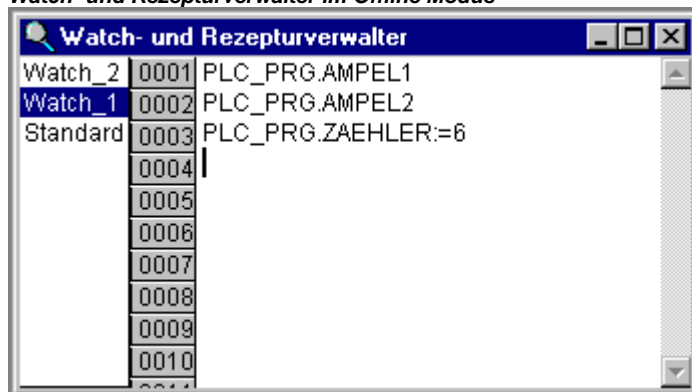 Watch- und Rezepturverwalter im Offline Modus
Watch- und Rezepturverwalter
Watch_2 0001 PLC_PRG.AMPEL1
Watch_1 0002 PLC_PRG.AMPEL2
Standard 0003 PLC_PRG.ZAEHLER:=6
0004
0005
0006
0007
0008
0009
0010